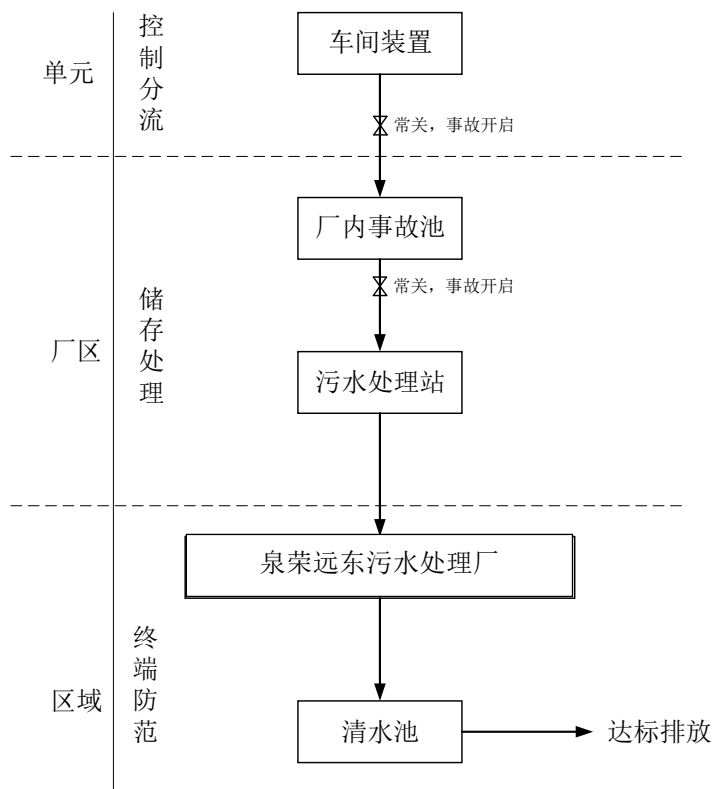 单元
控制分流
车间装置
常关，事故开启
厂区
储存处理
厂内事故池
常关，事故开启
污水处理站
区域
终端防范
泉荣远东污水处理厂
清水池
达标排放